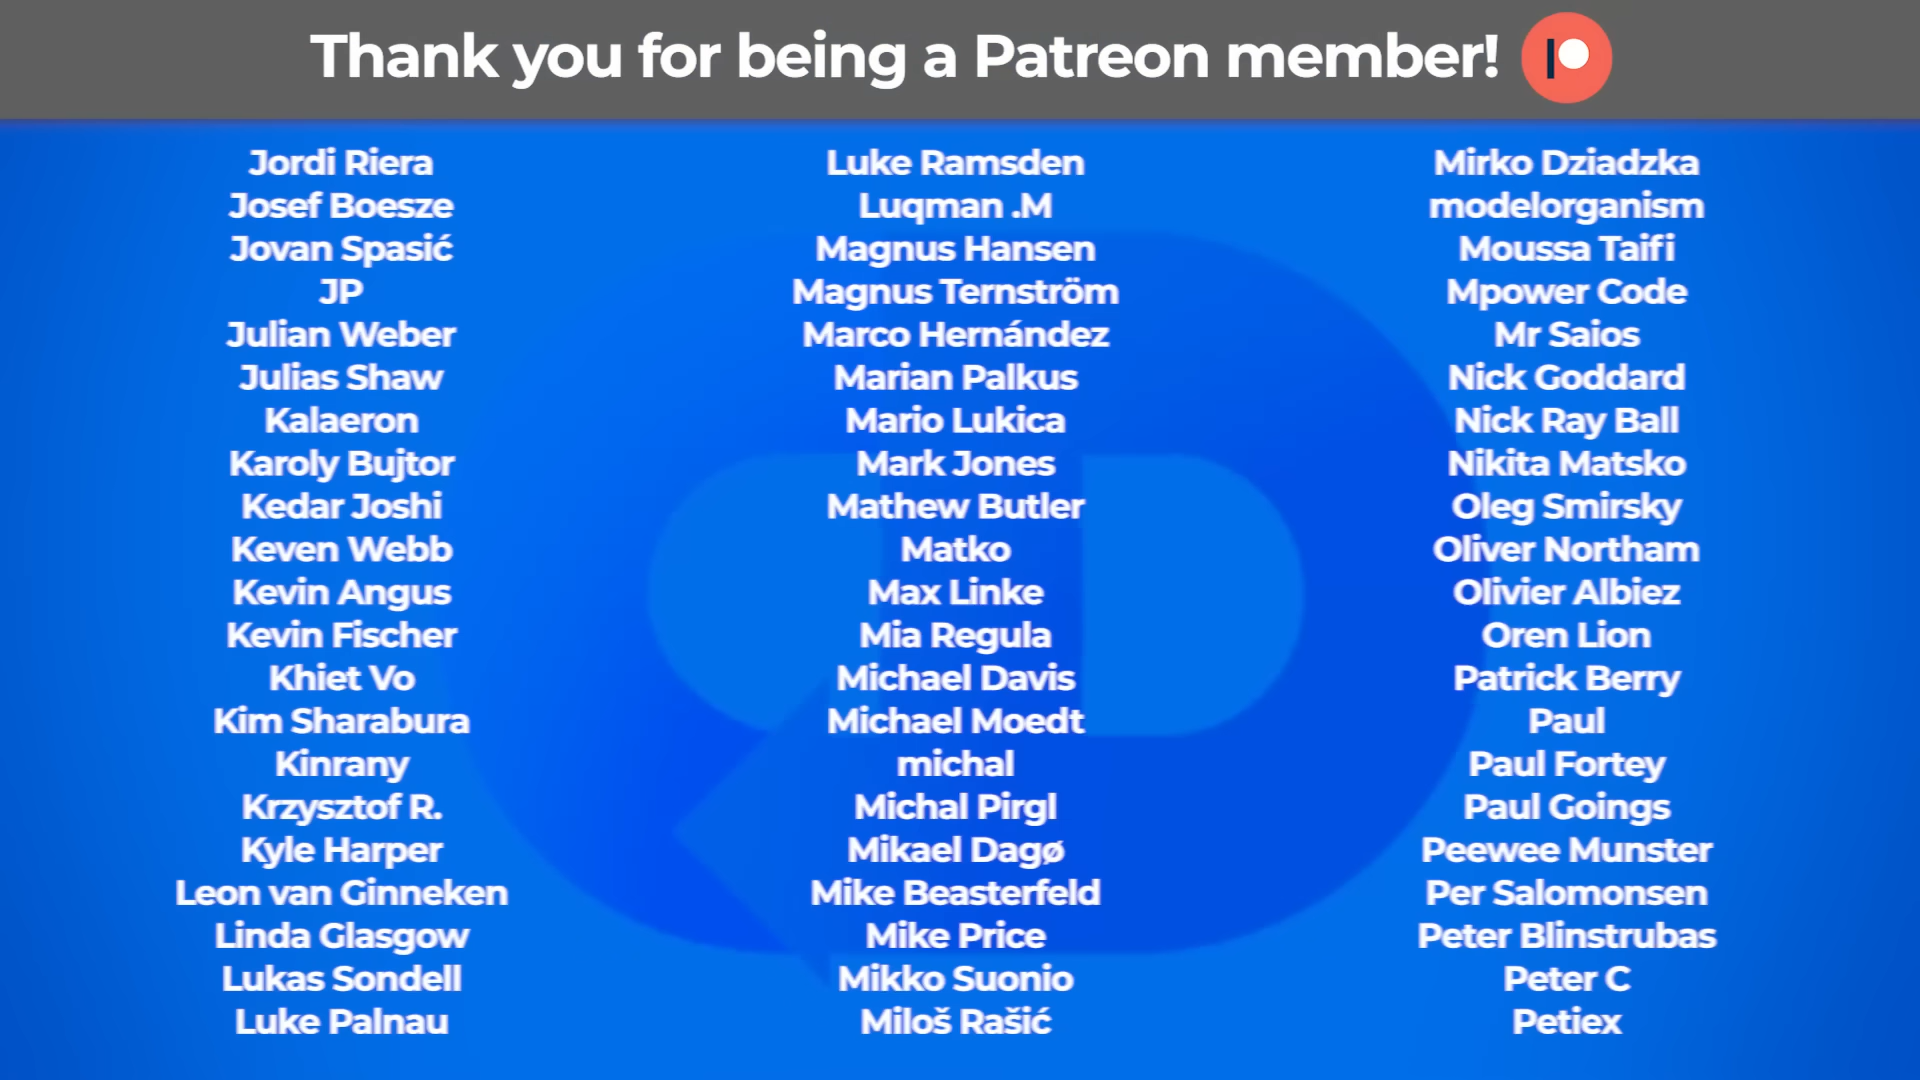 Thank you for being a Patreon member!
Jordi Riera
Josef Boesze
Jovan Spasić
JP
Julian Weber
Julias Shaw
Kalaeron
Karoly Bujtor
Kedar Joshi
Keven Webb
Kevin Angus
Kevin Fischer
Khiet Vo
Kim Sharabura
Kinrany
Krzysztof R.
Kyle Harper
Leon van Ginneken
Linda Glasgow
Lukas Sondell
Luke Palnau
Luke Ramsden
Luqman .M
Magnus Hansen
Magnus Ternström
Marco Hernández
Marian Palkus
Mario Lukica
Mark Jones
Mathew Butler
Matko
Max Linke
Mia Regula
Michael Davis
Michael Moedt
michal
Michal Pirgl
Mikael Dagø
Mike Beasterfeld
Mike Price
Mikko Suonio
Miloš Rašić
Mirko Dziadzka
modelorganism
Moussa Taifi
Mpower Code
Mr Saios
Nick Goddard
Nick Ray Ball
Nikita Matsko
Oleg Smirsky
Oliver Northam
Olivier Albiez
Oren Lion
Patrick Berry
Paul
Paul Fortey
Paul Goings
Peewee Munster
Per Salomonsen
Peter Blinstrubas
Peter C
Petiex